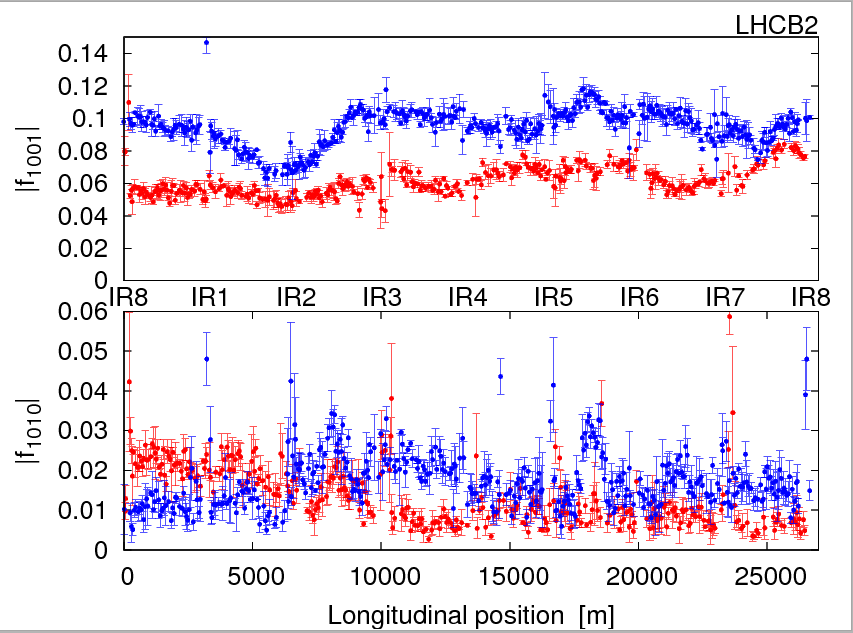 LHCB2
|f1001|
0.14
0.12
0.1
0.08
0.06
0.04
0.02
0
IR8 IR1 IR2 IR3 IR4 IR5 IR6 IR7 IR8
|f1010|
0.06
0.05
0.04
0.03
0.02
0.01
0
0 5000 10000 15000 20000 25000
Longitudinal position [m]